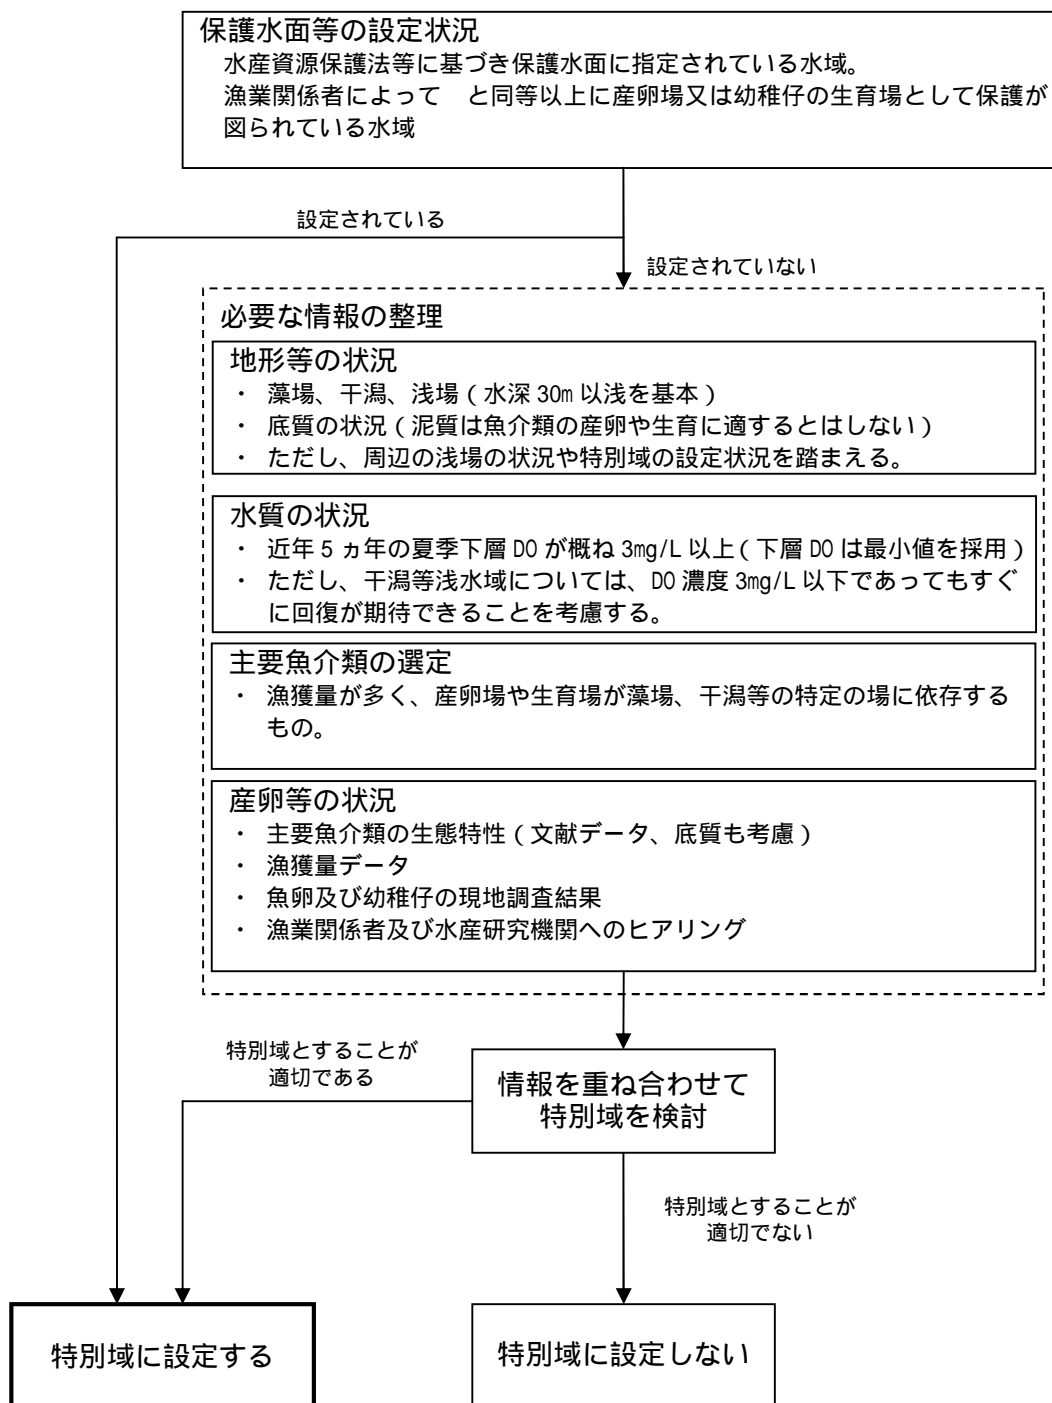 保護水面等の設定状況
水産資源保護法等に基づき保護水面に指定されている水域。
漁業関係者によって　と同等以上に産卵場又は幼稚仔の生育場として保護が
図られている水域
設定されている
設定されていない
必要な情報の整理
地形等の状況
・ 藻場、干潟、浅場（水深 30m 以浅を基本）
・ 底質の状況（泥質は魚介類の産卵や生育に適するとはしない）
・ ただし、周辺の浅場の状況や特別域の設定状況を踏まえる。
水質の状況
・ 近年 5 ヵ年の夏季下層 DO が概ね 3mg/L 以上（下層 DO は最小値を採用）
・ ただし、干潟等浅水域については、DO 濃度 3mg/L 以下であってもすぐ
に回復が期待できることを考慮する。
主要魚介類の選定
・ 漁獲量が多く、産卵場や生育場が藻場、干潟等の特定の場に依存する
もの。
産卵等の状況
・ 主要魚介類の生態特性（文献データ、底質も考慮）
・ 漁獲量データ
・ 魚卵及び幼稚仔の現地調査結果
・ 漁業関係者及び水産研究機関へのヒアリング
特別域とすることが
適切である
情報を重ね合わせて
特別域を検討
特別域とすることが
適切でない
特別域に設定する
特別域に設定しない